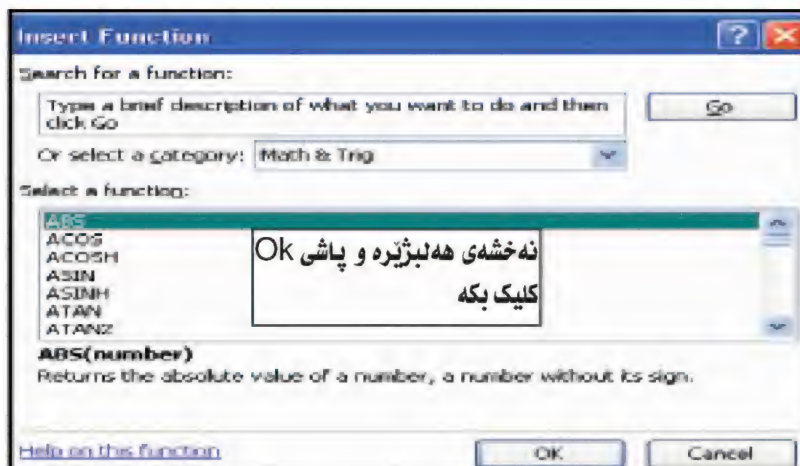 Insert Function
Search for a function:
Type a brief description of what you want to do and then
click Go
Go
Or select a category: Math & Trig
Select a function:
ABS
ACOS
ACOSH
ASIN
ASINH
ATAN
ATAN2
نەخشەی هەلبژێرە و پاشی Ok
کلیک بکە
ABS(number)
Returns the absolute value of a number, a number without its sign.
Help on this function
OK
Cancel